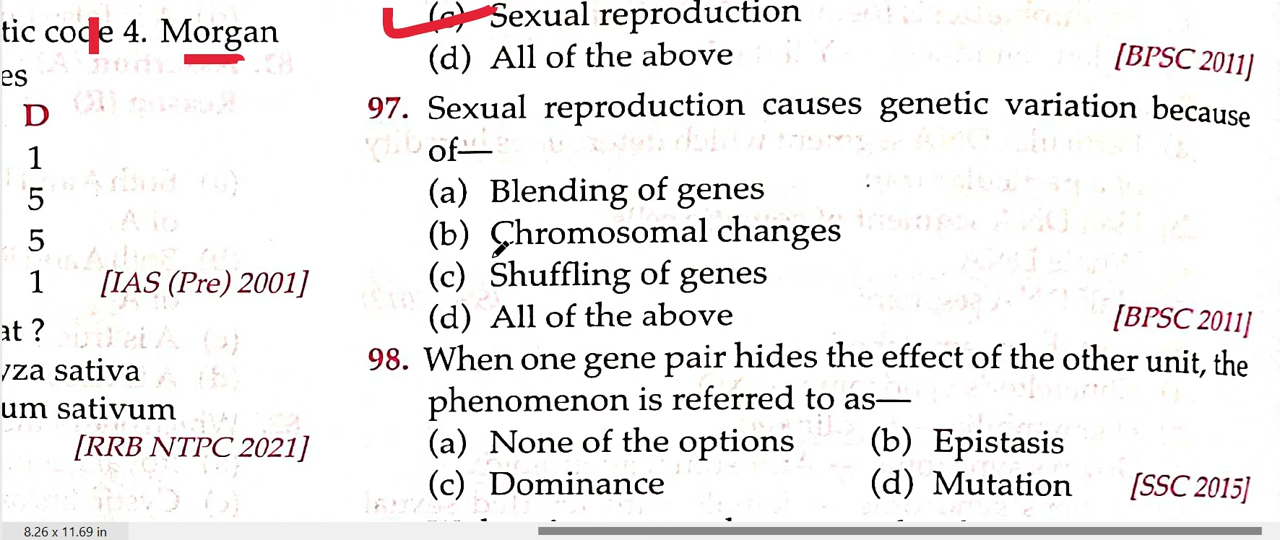 tic code 4. Morgan
es
D
1
5
5
1 [IAS (Pre) 2001]
at ?
yza sativa
um sativum
[RRB NTPC 2021]
(c) Sexual reproduction
(d) All of the above [BPSC 2011]
97. Sexual reproduction causes genetic variation because
of—
(a) Blending of genes
(b) Chromosomal changes
(c) Shuffling of genes
(d) All of the above [BPSC 2011]
98. When one gene pair hides the effect of the other unit, the
phenomenon is referred to as—
(a) None of the options (b) Epistasis
(c) Dominance (d) Mutation [SSC 2015]
8.26 x 11.69 in